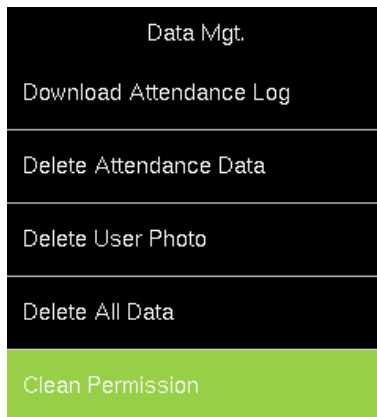 Data Mgt.
Download Attendance Log
Delete Attendance Data
Delete User Photo
Delete All Data
Clean Permission